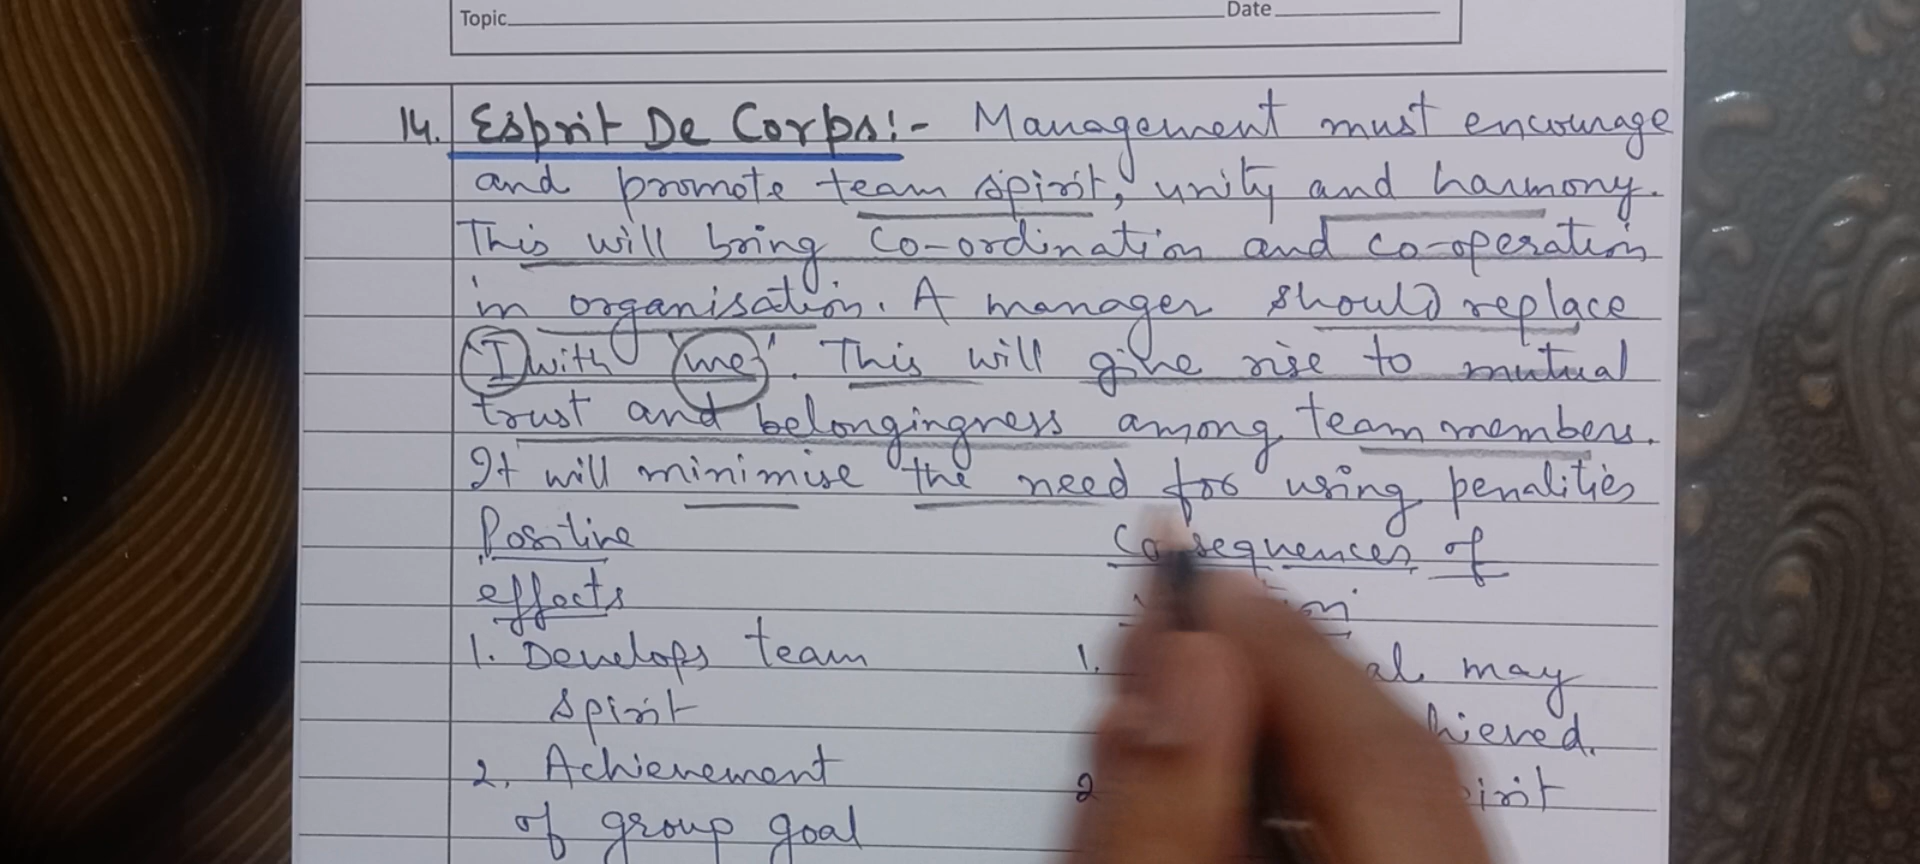 Topic Date
14. Esprit De Corps:- Management must encourage
and promote team spirit, unity and harmony.
This will bring co-ordination and co-operation
in organisation. A manager should replace
'I' with 'me'. This will give rise to mutual
trust and belongingness among team members.
It will minimise the need for using penalities
Positive
effects
Consequences of
1. Develops team
spirit
1. may
2. Achievement
of group goal
2